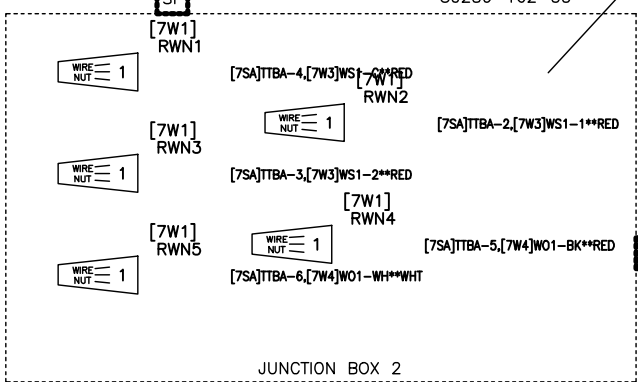 [7W1]
RWN1
WIRE NUT 1
[7SA]TTBA-4,[7W3]WS1-C**RED
[7W1]
RWN2
WIRE NUT 1
[7SA]TTBA-2,[7W3]WS1-1**RED
[7W1]
RWN3
WIRE NUT 1
[7SA]TTBA-3,[7W3]WS1-2**RED
[7W1]
RWN4
WIRE NUT 1
[7SA]TTBA-5,[7W4]WO1-BK**RED
[7W1]
RWN5
WIRE NUT 1
[7SA]TTBA-6,[7W4]WO1-WH**WHT
JUNCTION BOX 2